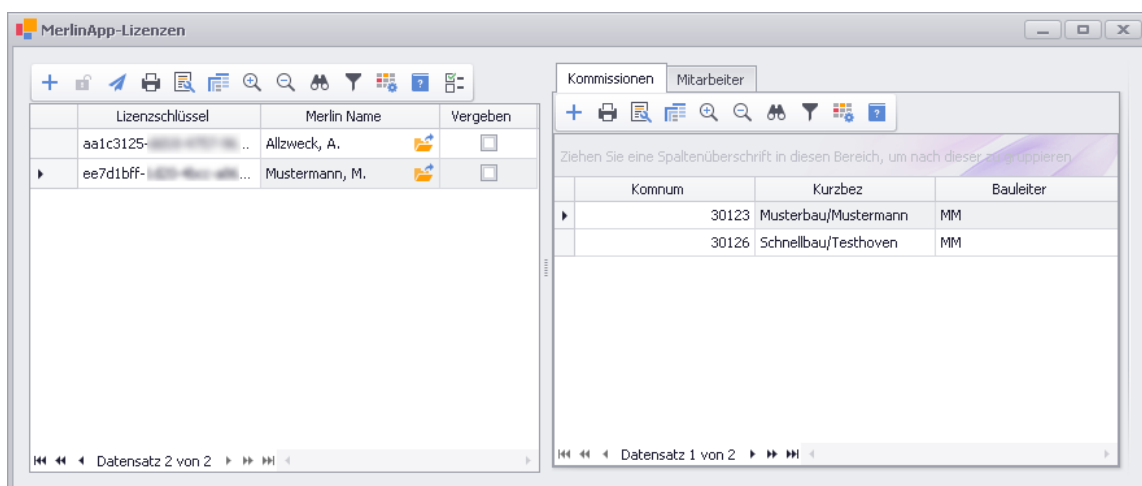 MerlinApp-Lizenzen
Lizenzschlüssel Merlin Name Vergeben
aa1c3125- .. Allzweck, A.
ee7d1bff- ... Mustermann, M.
Datensatz 2 von 2
Kommissionen Mitarbeiter
Ziehen Sie eine Spaltenüberschrift in diesen Bereich, um nach dieser zu gruppieren
Komnum Kurzbez Bauleiter
30123 Musterbau/Mustermann MM
30126 Schnellbau/Testhoven MM
Datensatz 1 von 2